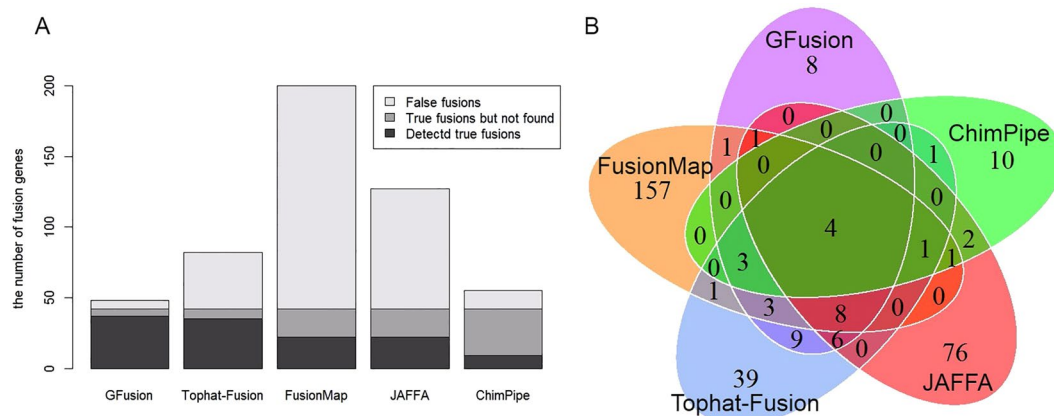 A
the number of fusion genes
200
150
100
50
0
False fusions
True fusions but not found
Detectd true fusions
GFusion
Tophat-Fusion
FusionMap
JAFFA
ChimPipe
B
GFusion
8
0
0
0
0
ChimPipe
10
1
1
0
0
1
FusionMap
157
0
0
4
0
3
1
2
1
0
1
3
8
0
0
9
6
0
39
Tophat-Fusion
76
JAFFA